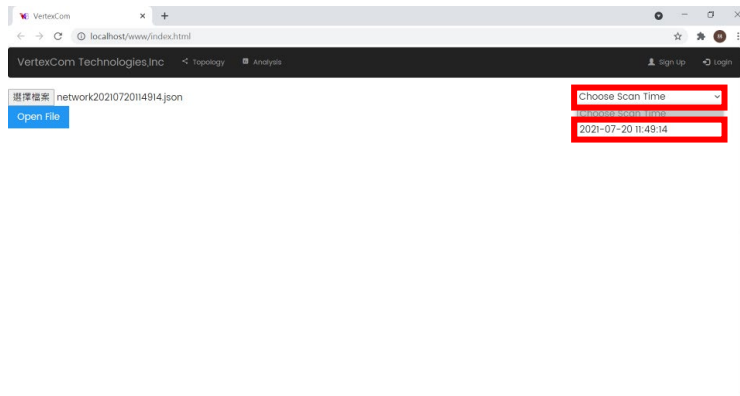 VertexCom
localhost/www/index.html
VertexCom Technologies,Inc Topology Analysis Sign Up Login
選擇檔案 network20210720114914.json
Open File
Choose Scan Time
Choose Scan Time
2021-07-20 11:49:14